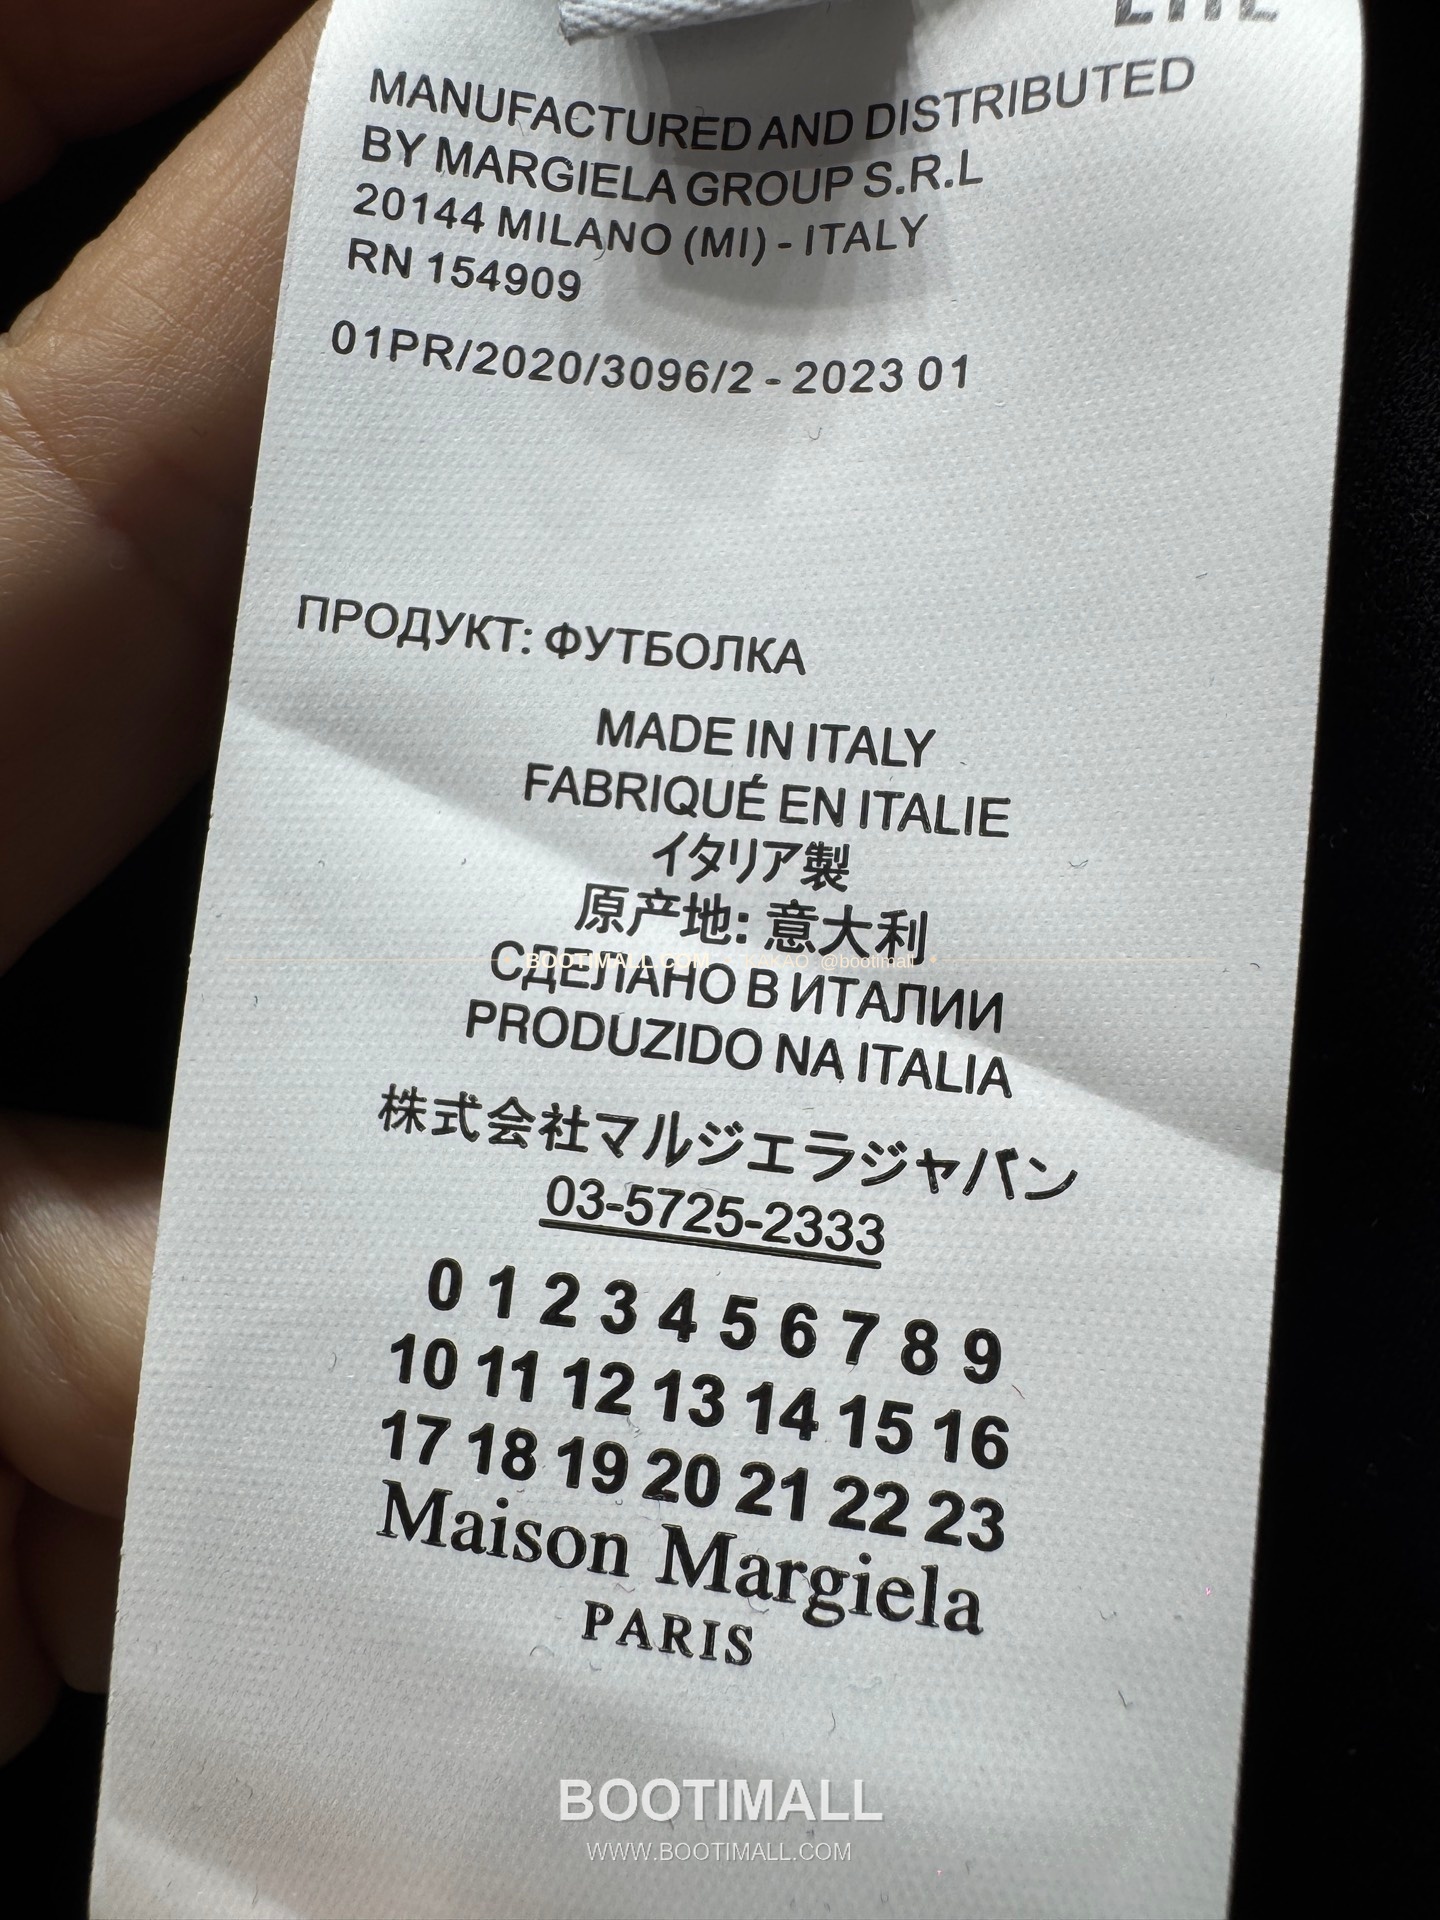 MANUFACTURED AND DISTRIBUTED
BY MARGIELA GROUP S.R.L
20144 MILANO (MI) - ITALY
RN 154909
01PR/2020/3096/2 - 2023 01
ПРОДУКТ: ФУТБОЛКА
MADE IN ITALY
FABRIQUÉ EN ITALIE
イタリア製
原产地: 意大利
BOOTIMALL.COM KAKAO @bootimall
СДЕЛАНО В ИТАЛИИ
PRODUZIDO NA ITALIA
株式会社マルジェラジャパン
03-5725-2333
0 1 2 3 4 5 6 7 8 9
10 11 12 13 14 15 16
17 18 19 20 21 22 23
Maison Margiela
PARIS
BOOTIMALL
WWW.BOOTIMALL.COM